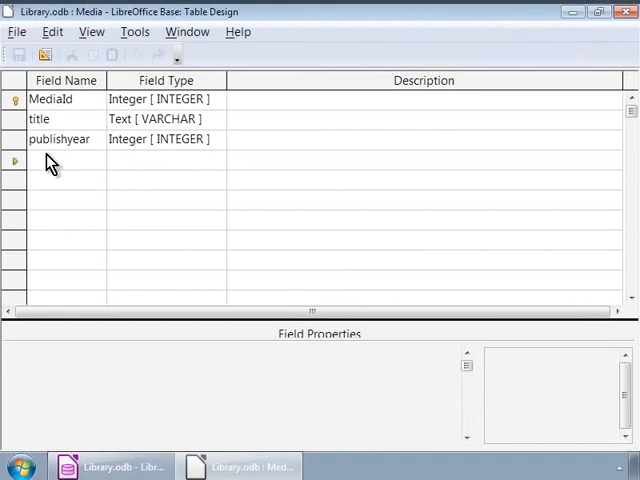 Library.odb : Media - LibreOffice Base: Table Design
File Edit View Tools Window Help
Field Name Field Type Description
MediaId Integer [ INTEGER ]
title Text [ VARCHAR ]
publishyear Integer [ INTEGER ]
Field Properties
Library.odb - Libr... Library.odb : Med...